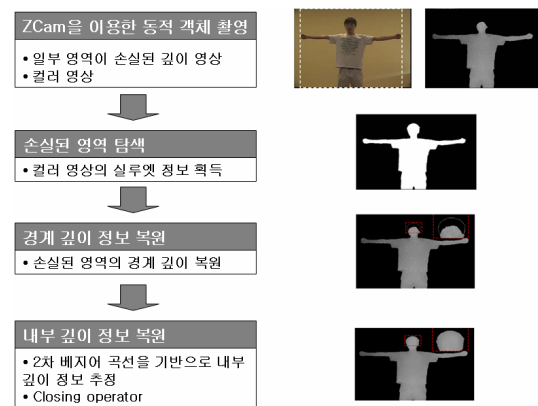 ZCam을 이용한 동적 객체 촬영
• 일부 영역이 손실된 깊이 영상
• 컬러 영상
손실된 영역 탐색
• 컬러 영상의 실루엣 정보 획득
경계 깊이 정보 복원
• 손실된 영역의 경계 깊이 복원
내부 깊이 정보 복원
• 2차 베지어 곡선을 기반으로 내부
깊이 정보 추정
• Closing operator